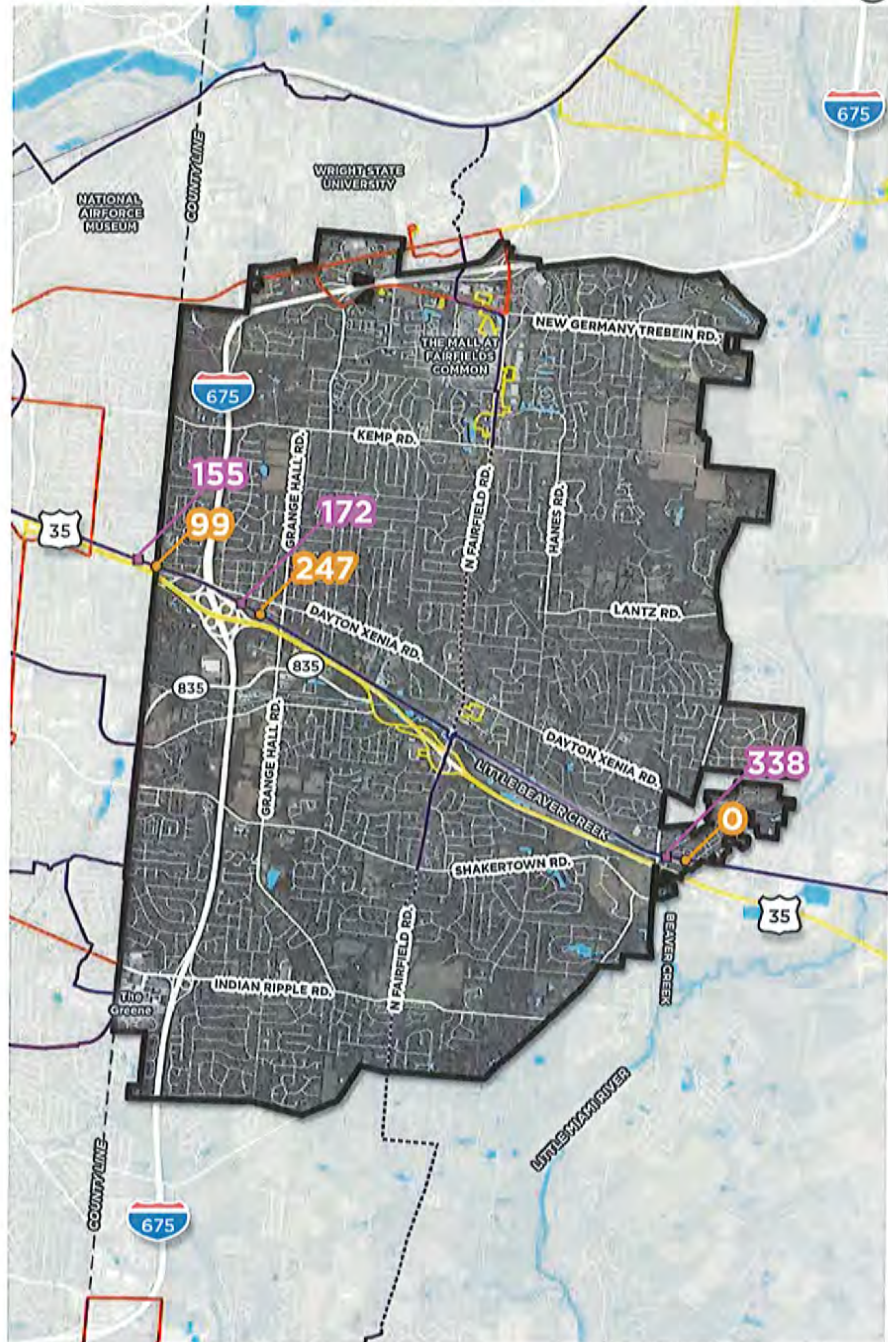 675
COUNTY LINE
WRIGHT STATE
UNIVERSITY
NATIONAL
AIRFORCE
MUSEUM
NEW GERMANY TREBEIN RD.
THE MALL AT
FAIRFIELDS
COMMON
675
KEMP RD.
GRANGE HALL RD.
155
N FAIRFIELD RD.
HANES RD.
172
35
99
247
LANTZ RD.
DAYTON XENIA RD.
835
835
GRANGE HALL RD.
DAYTON XENIA RD.
338
LITTLE BEAVER CREEK
0
SHAKERTOWN RD.
35
BEAVER CREEK
N FAIRFIELD RD.
INDIAN RIPPLE RD.
The
Greene
LITTLE MIAMI RIVER
COUNTY LINE
675